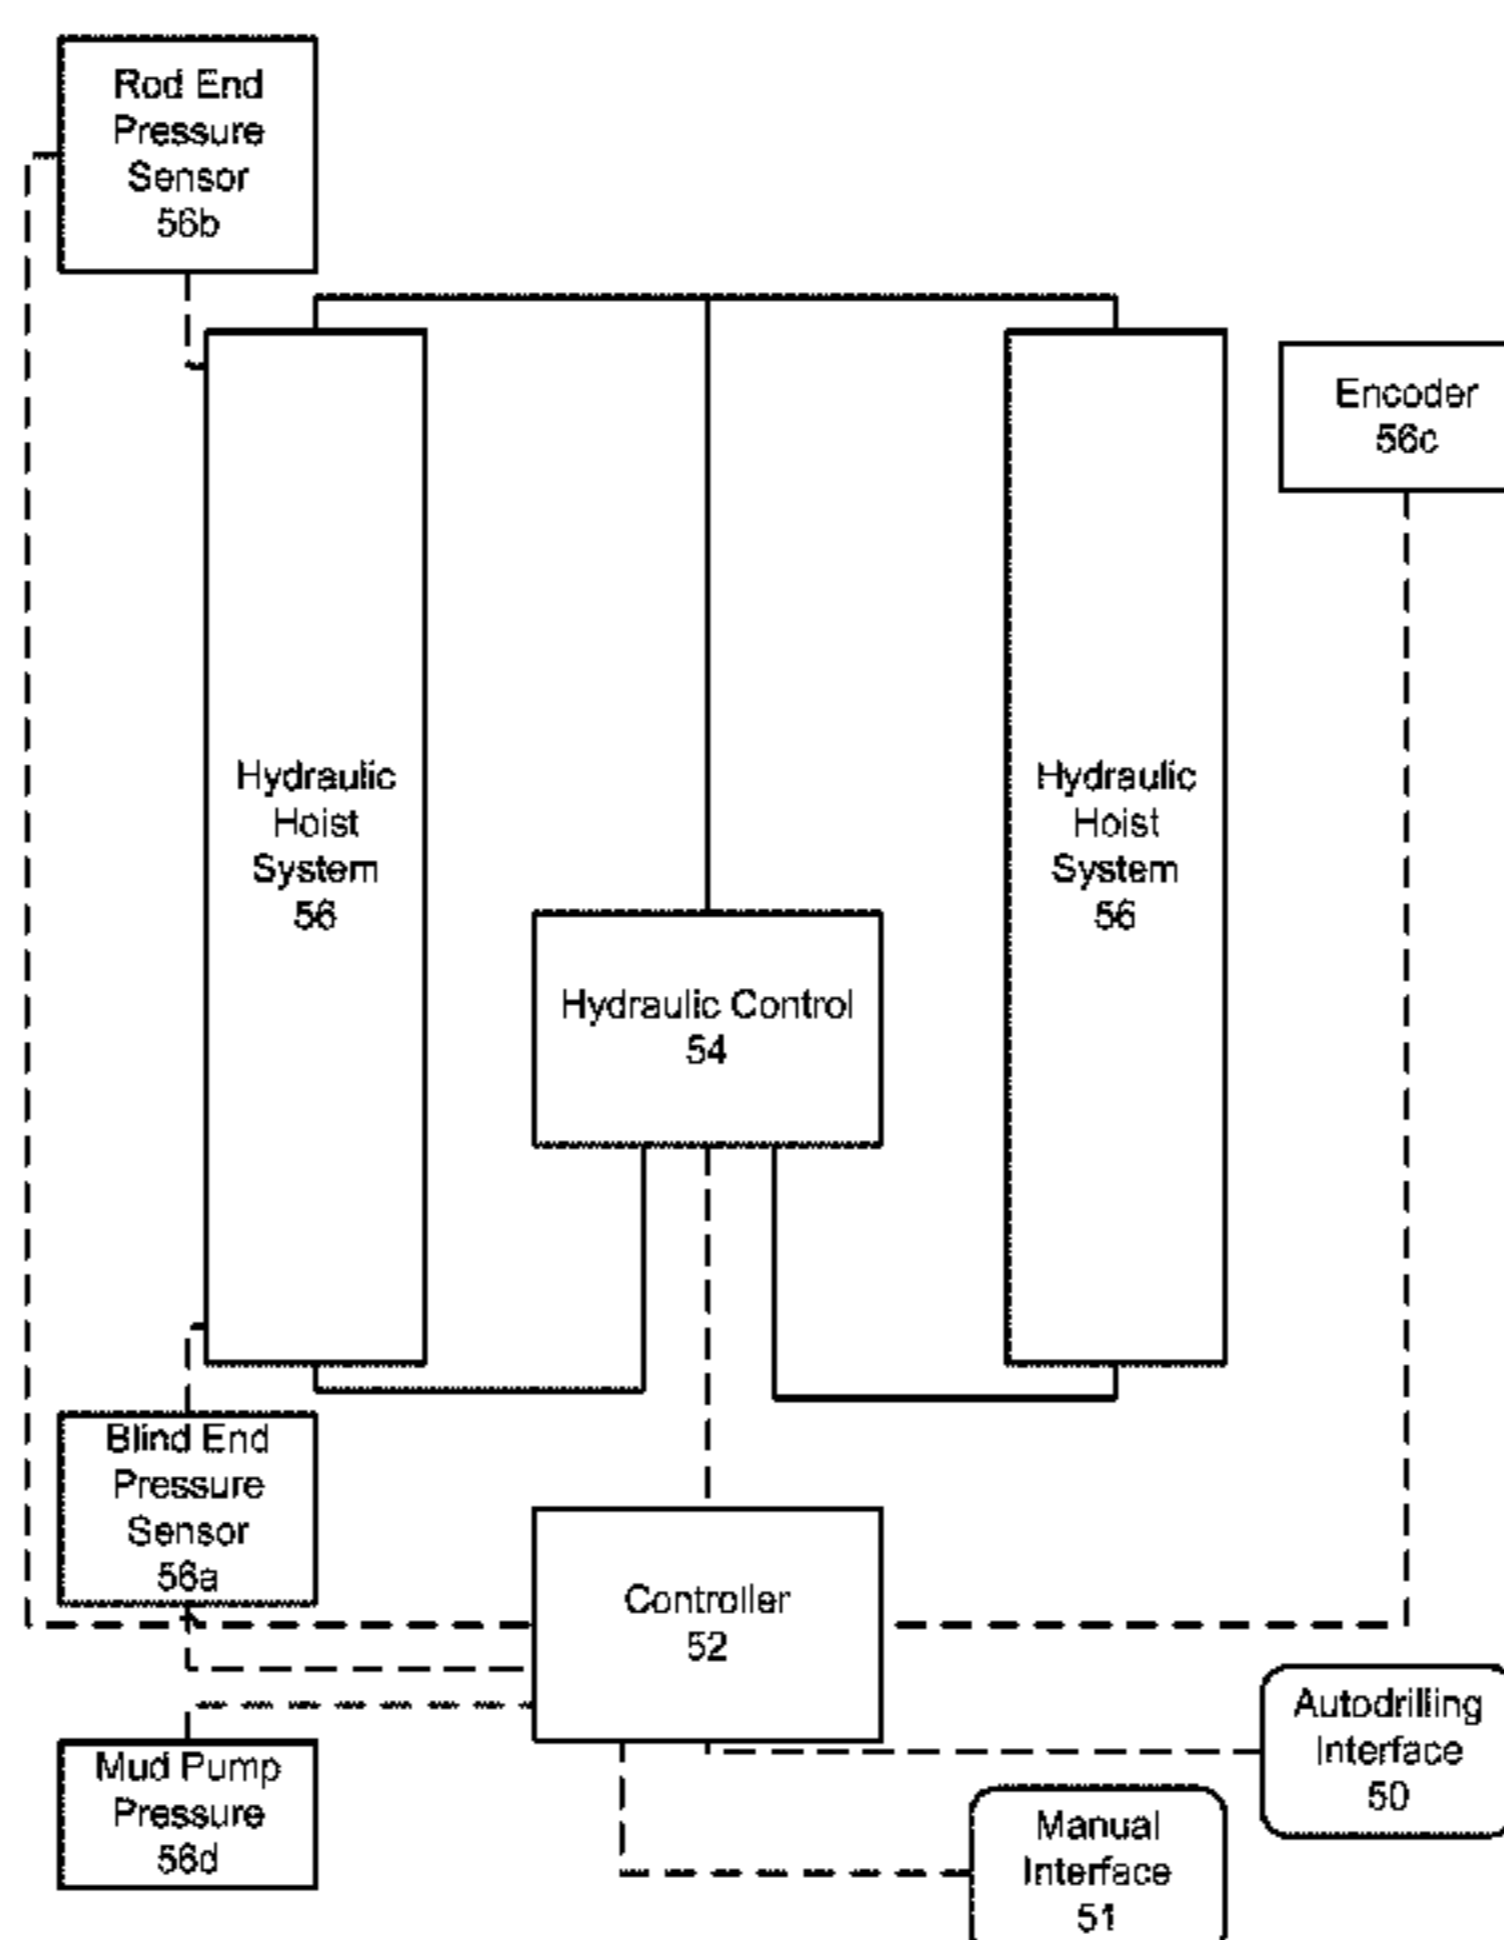 Rod End
Pressure
Sensor
56b
Encoder
56c
Hydraulic
Hoist
System
56
Hydraulic
Hoist
System
56
Hydraulic Control
54
Blind End
Pressure
Sensor
56a
Controller
52
Autodrilling
Interface
50
Mud Pump
Pressure
56d
Manual
Interface
51